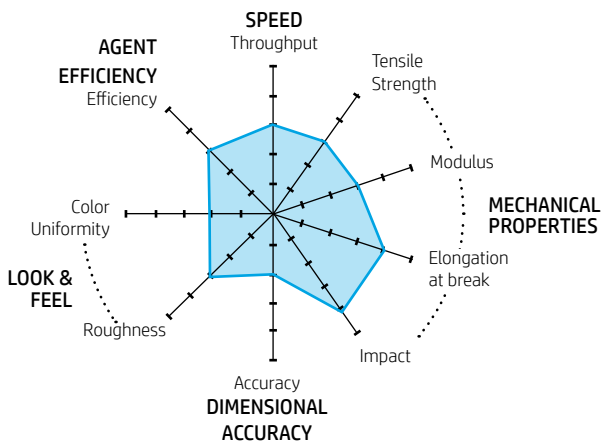 SPEED
Throughput
AGENT
EFFICIENCY
Efficiency
Tensile
Strength
Modulus
MECHANICAL
PROPERTIES
Elongation
at break
Impact
Color
Uniformity
LOOK &
FEEL
Roughness
Accuracy
DIMENSIONAL
ACCURACY